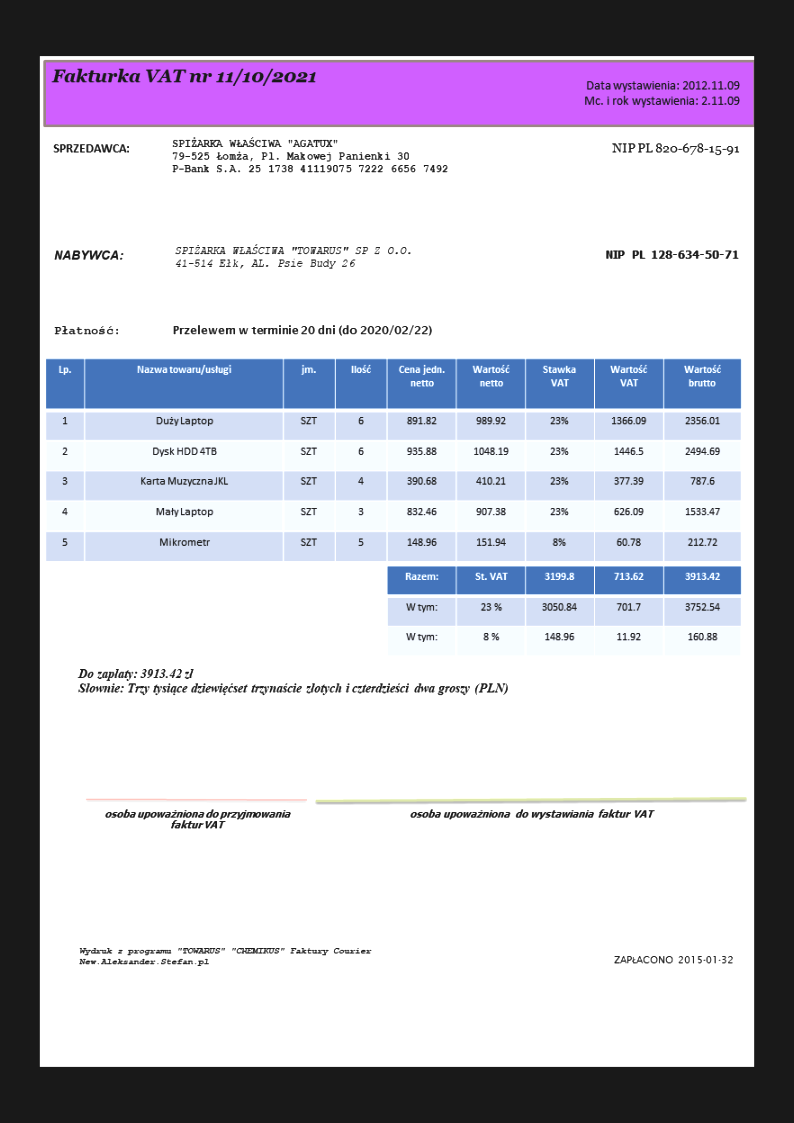 Fakturka VAT nr 11/10/2021
Data wystawienia: 2012.11.09
Mc. i rok wystawienia: 2.11.09
SPRZEDAWCA:
SPIŻARKA WŁAŚCIWA "AGATUX"
79-525 Łomża, Pl. Makowej Panienki 30
P-Bank S.A. 25 1738 41119075 7222 6656 7492
NIP PL 820-678-15-91
NABYWCA:
SPIŻARKA WŁAŚCIWA "TOWARUS" SP Z O.O.
41-514 Ełk, AL. Psie Budy 26
NIP PL 128-634-50-71
Płatność: Przelewem w terminie 20 dni (do 2020/02/22)
Lp. Nazwa towaru/usługi jm. Ilość Cena jedn. netto Wartość netto Stawka VAT Wartość VAT Wartość brutto
1 Duży Laptop SZT 6 891.82 989.92 23% 1366.09 2356.01
2 Dysk HDD 4TB SZT 6 935.88 1048.19 23% 1446.5 2494.69
3 Karta Muzyczna JKL SZT 4 390.68 410.21 23% 377.39 787.6
4 Mały Laptop SZT 3 832.46 907.38 23% 626.09 1533.47
5 Mikrometr SZT 5 148.96 151.94 8% 60.78 212.72
Razem: St. VAT 3199.8 713.62 3913.42
W tym: 23 % 3050.84 701.7 3752.54
W tym: 8 % 148.96 11.92 160.88
Do zapłaty: 3913.42 zł
Słownie: Trzy tysiące dziewięćset trzynaście złotych i czterdzieści dwa groszy (PLN)
osoba upoważniona do przyjmowania
faktur VAT
osoba upoważniona do wystawiania faktur VAT
Wydruk z programu "TOWARUS" "CHEMIKUS" Faktury Courier
New.Aleksander.Stefan.pl
ZAPŁACONO 2015-01-32